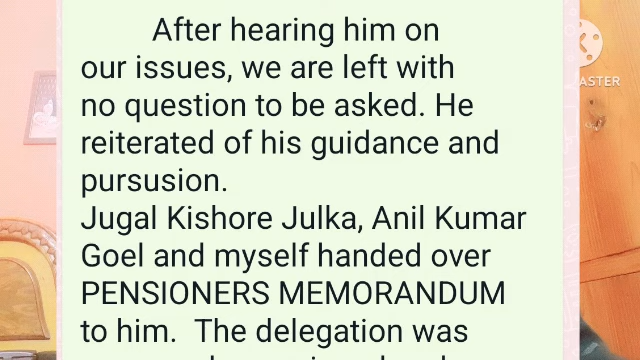 After hearing him on
our issues, we are left with
no question to be asked. He
reiterated of his guidance and
pursusion.
Jugal Kishore Julka, Anil Kumar
Goel and myself handed over
PENSIONERS MEMORANDUM
to him. The delegation was